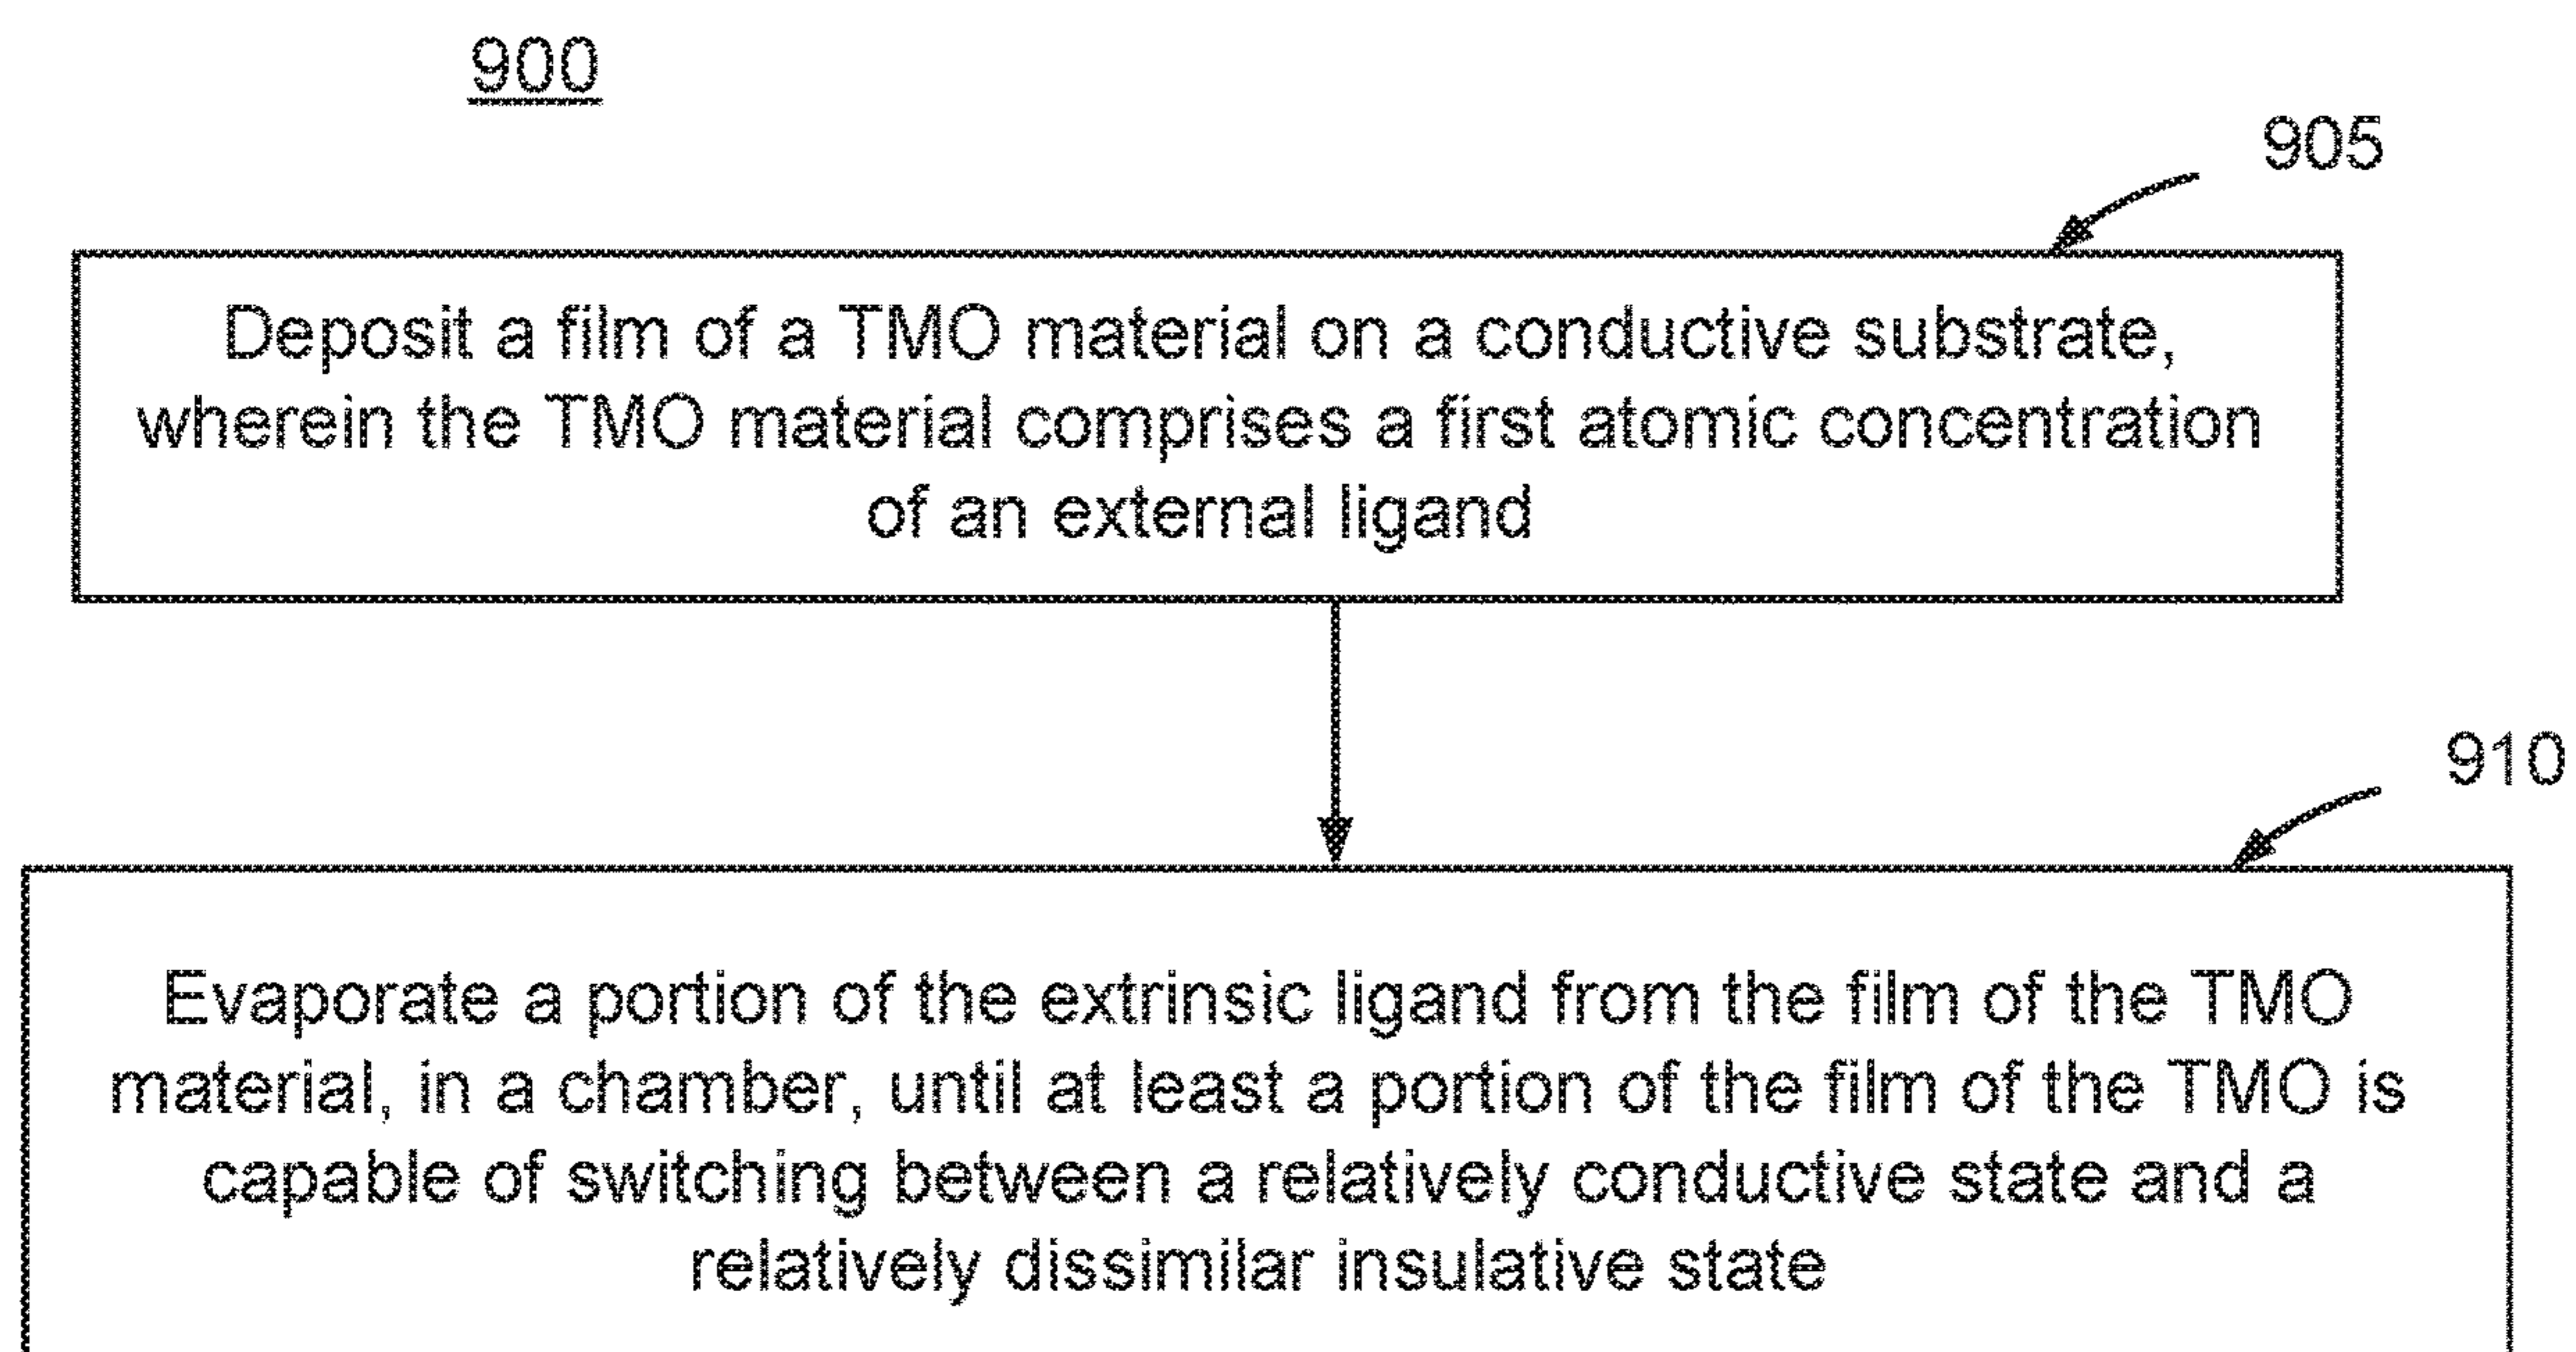 900
905
Deposit a film of a TMO material on a conductive substrate,
wherein the TMO material comprises a first atomic concentration
of an external ligand
910
Evaporate a portion of the extrinsic ligand from the film of the TMO
material, in a chamber, until at least a portion of the film of the TMO is
capable of switching between a relatively conductive state and a
relatively dissimilar insulative state